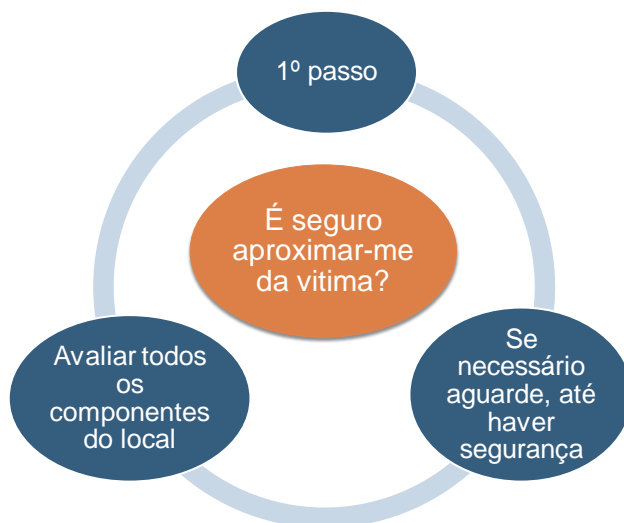 1º passo
É seguro
aproximar-me
da vitima?
Avaliar todos
os
componentes
do local
Se
necessário
aguarde, até
haver
segurança